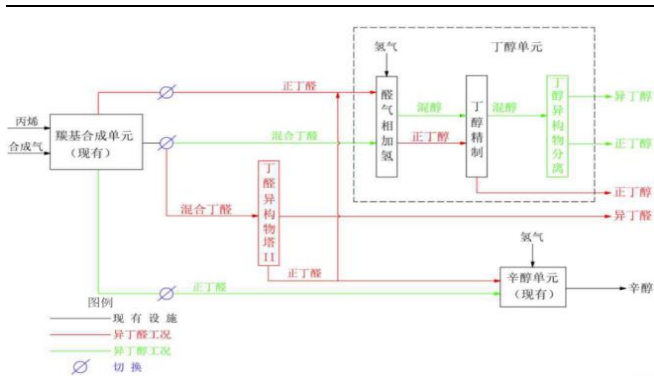 氢气
丁醇单元
正丁醛
丙烯
合成气
羰基合成单元
(现有)
混合丁醛
醛气相加氢
混醇
正丁醇
丁醇精制
混醇
丁醇异构物分离
异丁醇
正丁醇
正丁醇
混合丁醛
丁醛异构物塔II
异丁醛
正丁醛
氢气
正丁醛
辛醇单元
(现有)
辛醇
图例
现有设施
异丁醛工况
异丁醇工况
切换